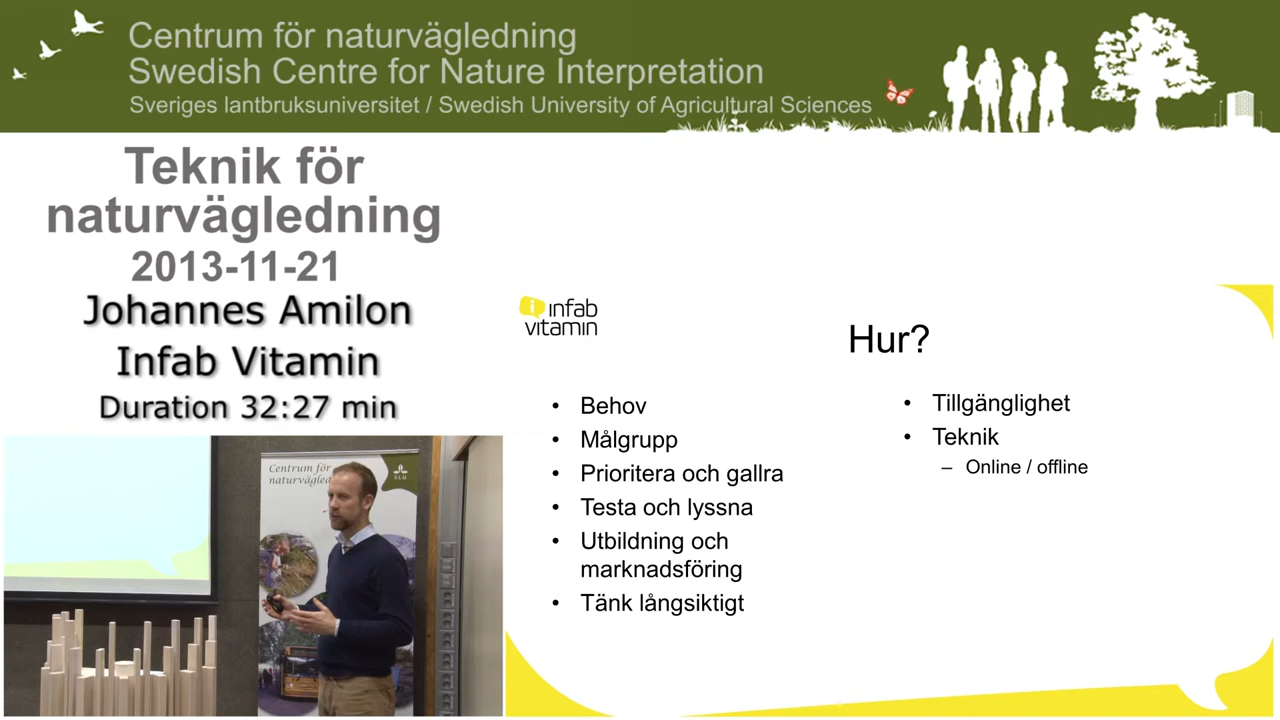 Centrum för naturvägledning
Swedish Centre for Nature Interpretation
Sveriges lantbruksuniversitet / Swedish University of Agricultural Sciences
Teknik för
naturvägledning
2013-11-21
Johannes Amilon
Infab Vitamin
Duration 32:27 min
Centrum för
naturvägled
SLU
i infab
vitamin
Hur?
• Behov
• Målgrupp
• Prioritera och gallra
• Testa och lyssna
• Utbildning och
marknadsföring
• Tänk långsiktigt
• Tillgänglighet
• Teknik
– Online / offline